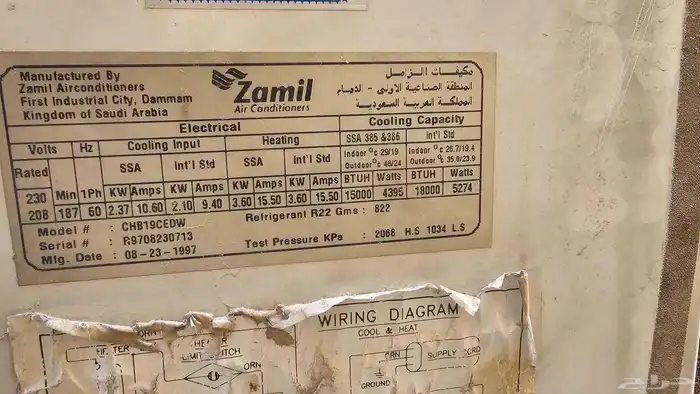 Manufactured By
Zamil Airconditioners
First Industrial City, Dammam
Kingdom of Saudi Arabia
Zamil
Air Conditioners
مكيفات الزامل
المنطقة الصناعية الاولى - الدمام
المملكة العربية السعودية
Electrical Cooling Capacity
Volts Hz Cooling Input Heating SSA 385 & 386 Int'l Std
Rated SSA Int'l Std SSA Int'l Std Indoor °c 29/19 Indoor °c 26.7/19.4
Outdoor °c 46/24 Outdoor °c 35.0/23.9
230 Min 1Ph KW Amps KW Amps KW Amps KW Amps BTUH Watts BTUH Watts
208 187 60 2.37 10.60 2.10 9.40 3.60 15.50 3.60 15.50 15000 4395 18000 5274
Model # : CHB19CEDW Refrigerant R22 Gms : 822
Serial # : R9708230713
Mfg. Date : 08-23-1997 Test Pressure KPa : 2068 H.S 1034 L.S
WIRING DIAGRAM
COOL & HEAT
ORN
HEATER
LIMIT SWITCH
ORN
GRN
SUPPLY CORD
GROUND
حراج